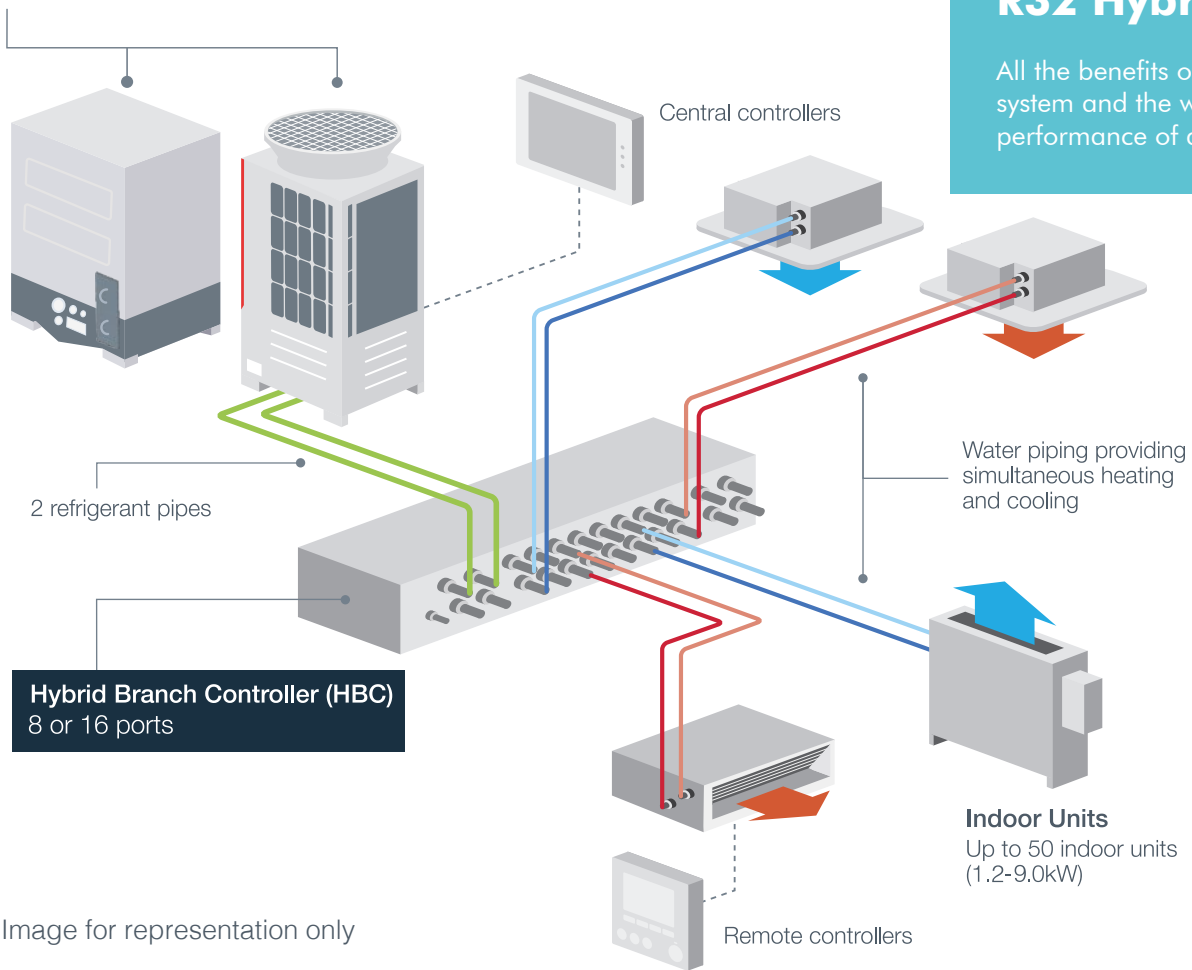 R32 Hybr
All the benefits o
system and the w
performance of a
Central controllers
Water piping providing
simultaneous heating
and cooling
2 refrigerant pipes
Hybrid Branch Controller (HBC)
8 or 16 ports
Indoor Units
Up to 50 indoor units
(1.2-9.0kW)
Remote controllers
Image for representation only